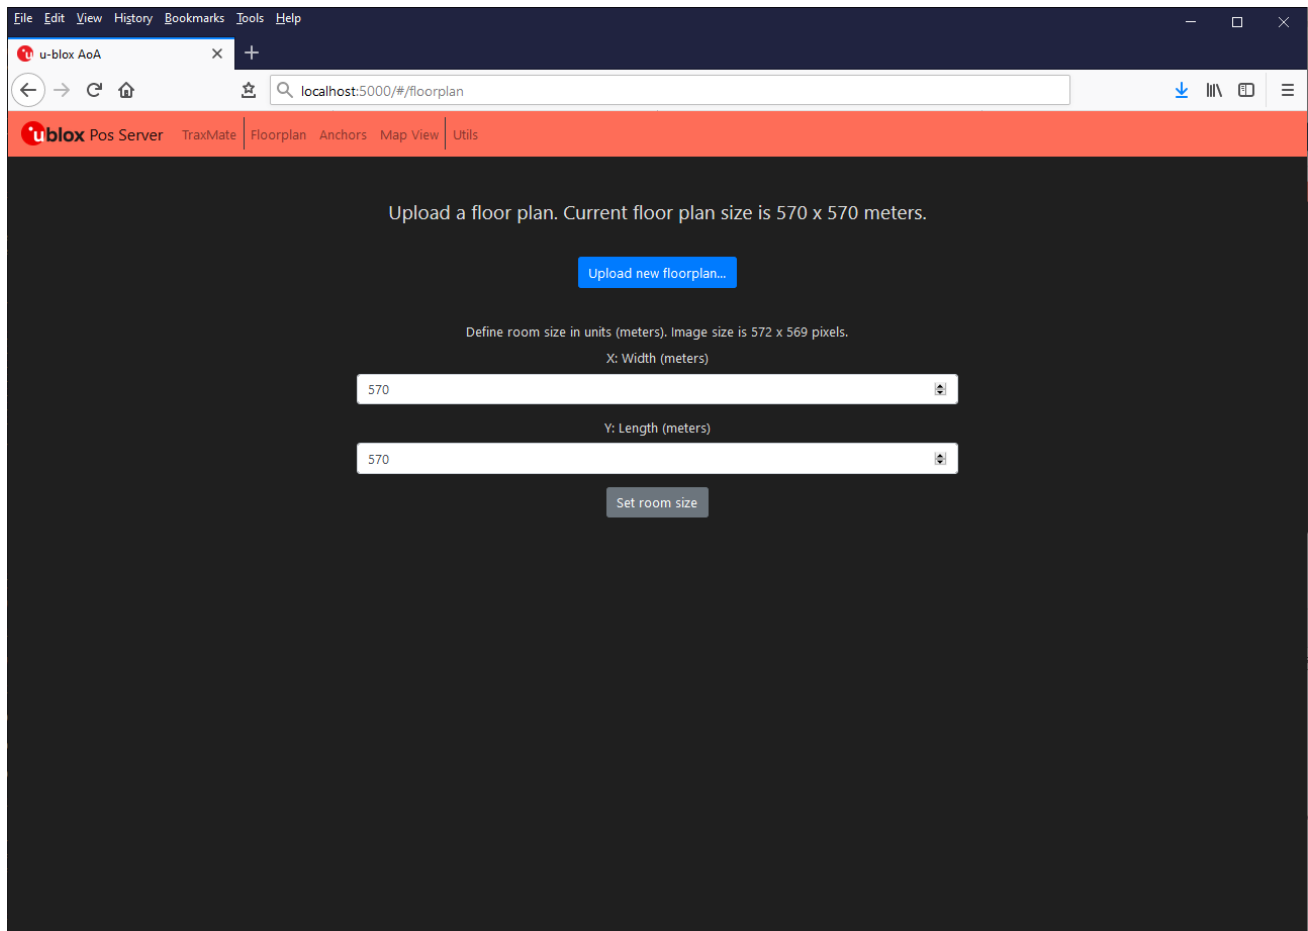 File Edit View History Bookmarks Tools Help
u-blox AoA
localhost:5000/#/floorplan
ublox Pos Server TraxMate Floorplan Anchors Map View Utils
Upload a floor plan. Current floor plan size is 570 x 570 meters.
Upload new floorplan...
Define room size in units (meters). Image size is 572 x 569 pixels.
X: Width (meters)
570
Y: Length (meters)
570
Set room size